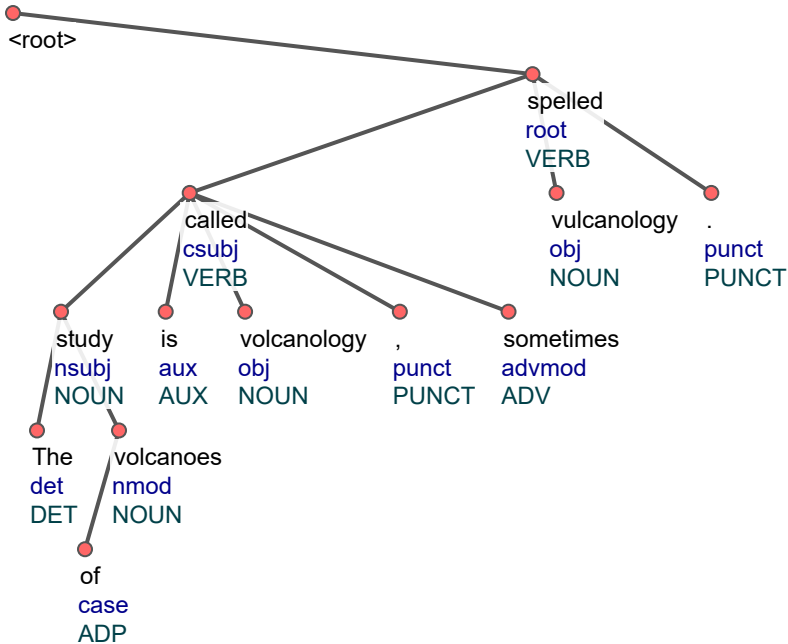 <root>
spelled
root
VERB
called
csubj
VERB
vulcanology
obj
NOUN
.
punct
PUNCT
study
nsubj
NOUN
is
aux
AUX
volcanology
obj
NOUN
,
punct
PUNCT
sometimes
advmod
ADV
The
det
DET
volcanoes
nmod
NOUN
of
case
ADP